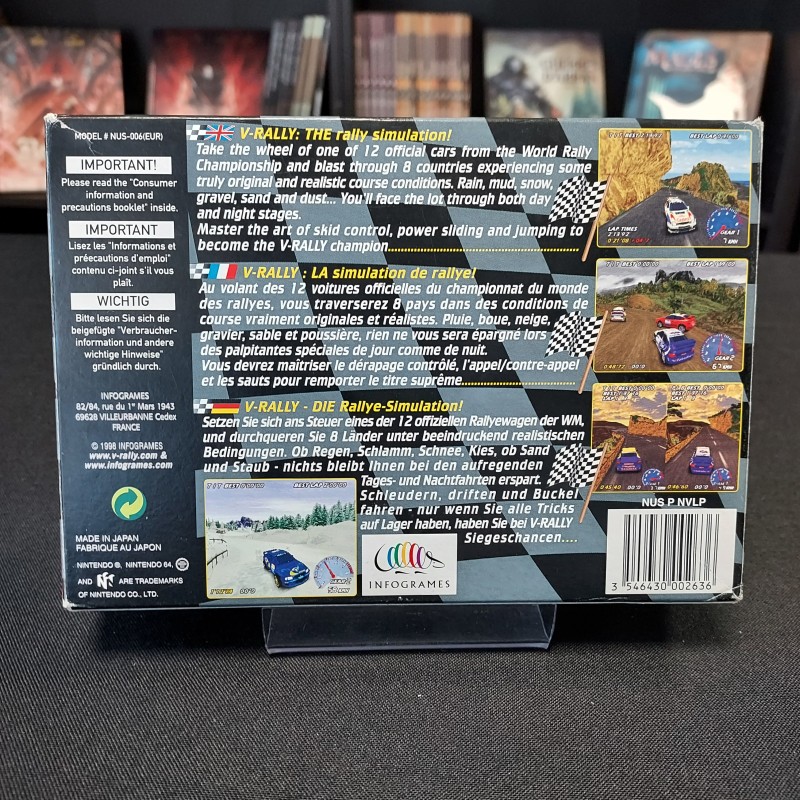 MODEL # NUS-006(EUR)
IMPORTANT!
Please read the "Consumer
information and
precautions booklet" inside.
IMPORTANT
Lisez les "Informations et
précautions d'emploi"
contenu ci-joint s'il vous
plaît.
WICHTIG
Bitte lesen Sie sich die
beigefügte "Verbraucher-
information und andere
wichtige Hinweise"
gründlich durch.
INFOGRAMES
82/84, rue du 1er Mars 1943
69628 VILLEURBANNE Cedex
FRANCE
© 1998 INFOGRAMES
www.v-rally.com &
www.infogrames.com
MADE IN JAPAN
FABRIQUE AU JAPON
NINTENDO ®, NINTENDO 64,
AND ARE TRADEMARKS
OF NINTENDO CO., LTD.
V-RALLY: THE rally simulation!
Take the wheel of one of 12 official cars from the World Rally
Championship and blast through 8 countries experiencing some
truly original and realistic course conditions. Rain, mud, snow,
gravel, sand and dust... You'll face the lot through both day
and night stages.
Master the art of skid control, power sliding and jumping to
become the V-RALLY champion
V-RALLY : LA simulation de rallye!
Au volant des 12 voitures officielles du championnat du monde
des rallyes, vous traverserez 8 pays dans des conditions de
course vraiment originales et réalistes. Pluie, boue, neige,
gravier, sable et poussière, rien ne vous sera épargné lors
des palpitantes spéciales de jour comme de nuit.
Vous devrez maîtriser le dérapage contrôlé, l'appel/contre-appel
et les sauts pour remporter le titre suprême
V-RALLY - DIE Rallye-Simulation!
Setzen Sie sich ans Steuer eines der 12 offiziellen Rallyewagen der WM,
und durchqueren Sie 8 Länder unter beeindruckend realistischen
Bedingungen. Ob Regen, Schlamm, Schnee, Kies, ob Sand
und Staub - nichts bleibt Ihnen bei den aufregenden
Tages- und Nachtfahrten erspart.
Schleudern, driften und Buckel
fahren - nur wenn Sie alle Tricks
auf Lager haben, haben Sie bei V-RALLY
Siegeschancen....
INFOGRAMES
LAP TIMES
GEAR 1
GEAR 2
NUS P NVLP
3 546430 002636